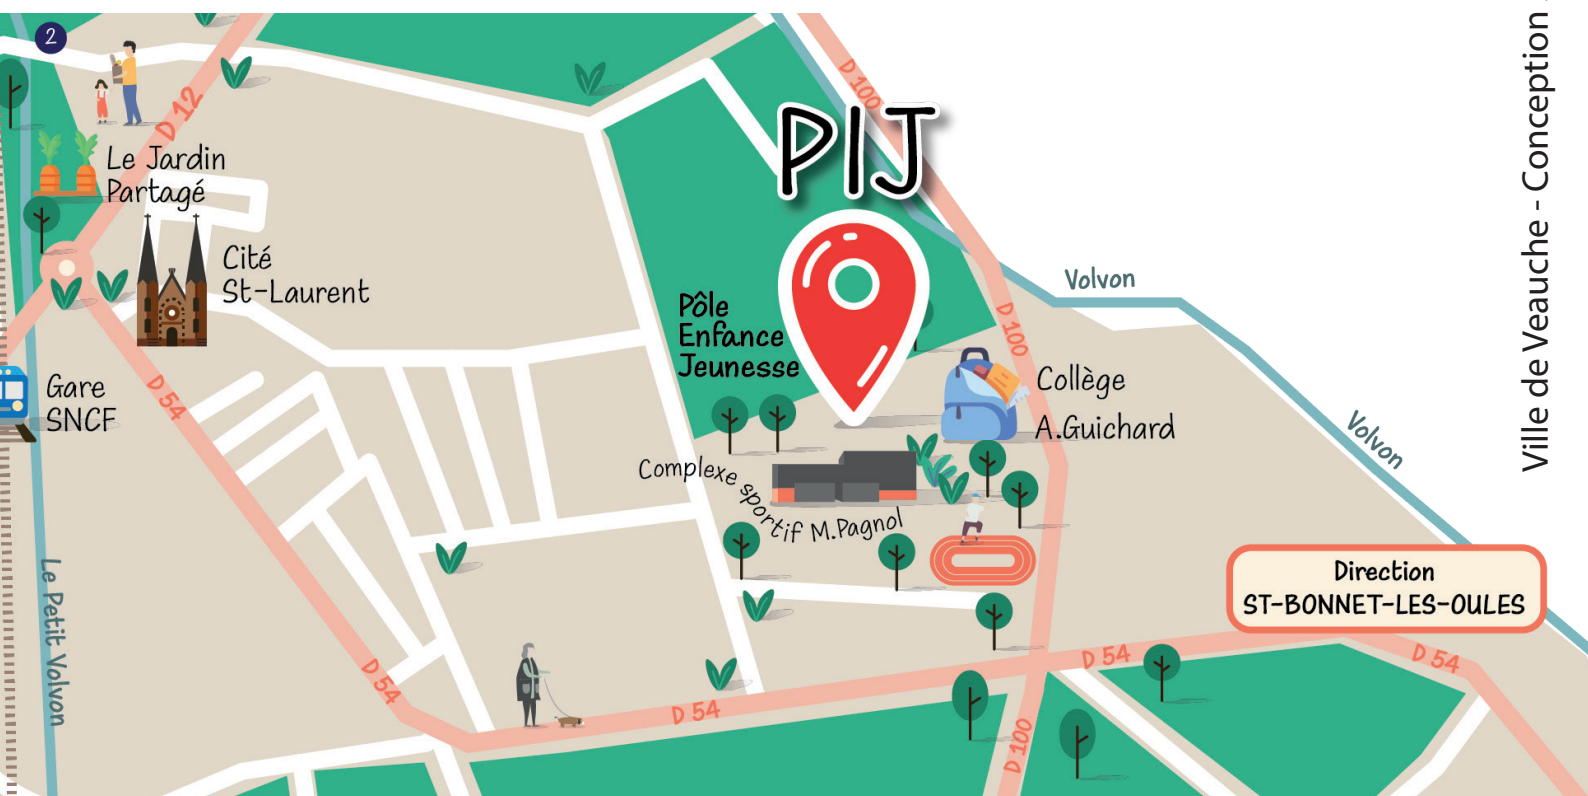 2
D 12
D 100
PIJ
Le Jardin
Partagé
Cité
St-Laurent
Volvon
Pôle
Enfance
Jeunesse
D 100
Gare
SNCF
D 54
Collège
A.Guichard
Volvon
Complexe sportif M.Pagnol
Le Petit Volvon
Direction
ST-BONNET-LES-OULES
D 54
D 54
D 54
D 54
D 100
Ville de Veauche - Conception